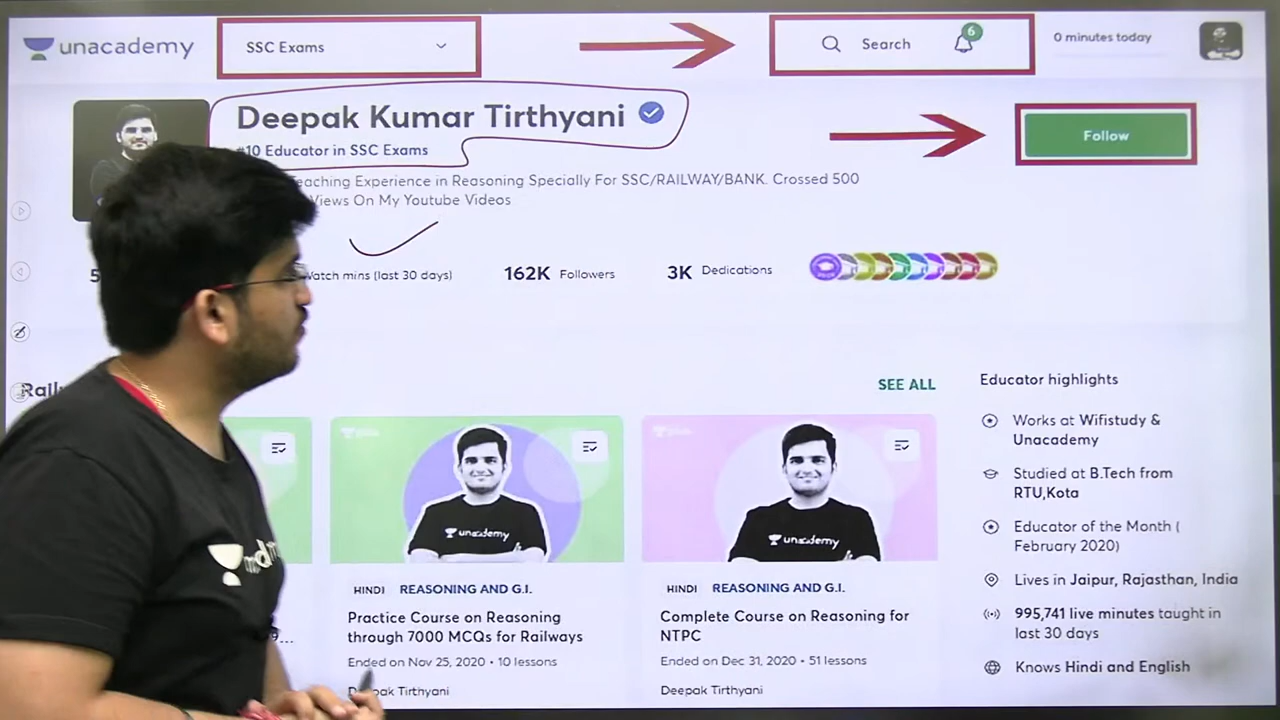 unacademy
SSC Exams
Search
6
0 minutes today
Deepak Kumar Tirthyani
#10 Educator in SSC Exams
Teaching Experience in Reasoning Specially For SSC/RAILWAY/BANK. Crossed 500
Views On My Youtube Videos
Follow
5
Watch mins (last 30 days)
162K Followers
3K Dedications
SEE ALL
Educator highlights
Works at Wifistudy &
Unacademy
Studied at B.Tech from
RTU,Kota
Educator of the Month (
February 2020)
Lives in Jaipur, Rajasthan, India
995,741 live minutes taught in
last 30 days
Knows Hindi and English
unacademy
HINDI REASONING AND G.I.
Practice Course on Reasoning
through 7000 MCQs for Railways
Ended on Nov 25, 2020 • 10 lessons
Deepak Tirthyani
unacademy
HINDI REASONING AND G.I.
Complete Course on Reasoning for
NTPC
Ended on Dec 31, 2020 • 51 lessons
Deepak Tirthyani